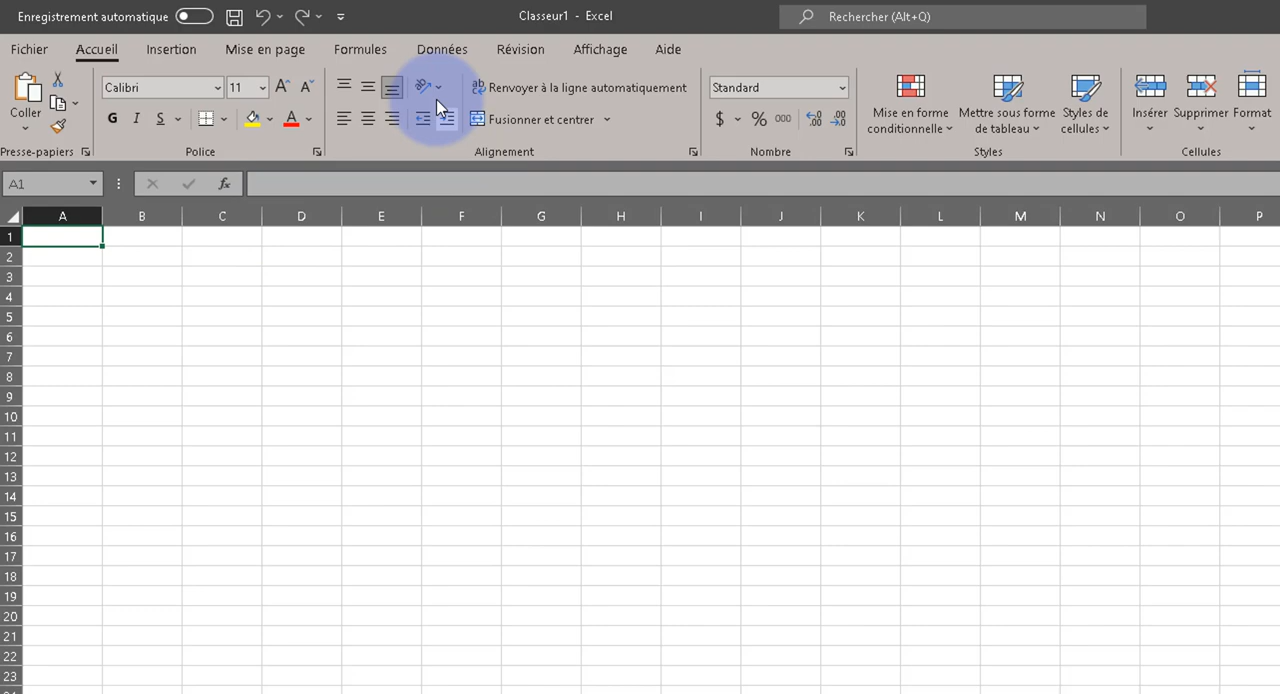 Enregistrement automatique
Classeur1 - Excel
Rechercher (Alt+Q)
Fichier Accueil Insertion Mise en page Formules Données Révision Affichage Aide
Coller
Calibri 11
ab Renvoyer à la ligne automatiquement
Standard
G I S A
Fusionner et centrer
$ % 000
Mise en forme conditionnelle
Mettre sous forme de tableau
Styles de cellules
Insérer Supprimer Format
Presse-papiers Police Alignement Nombre Styles Cellules
A1 fx
A B C D E F G H I J K L M N O P
1
2
3
4
5
6
7
8
9
10
11
12
13
14
15
16
17
18
19
20
21
22
23